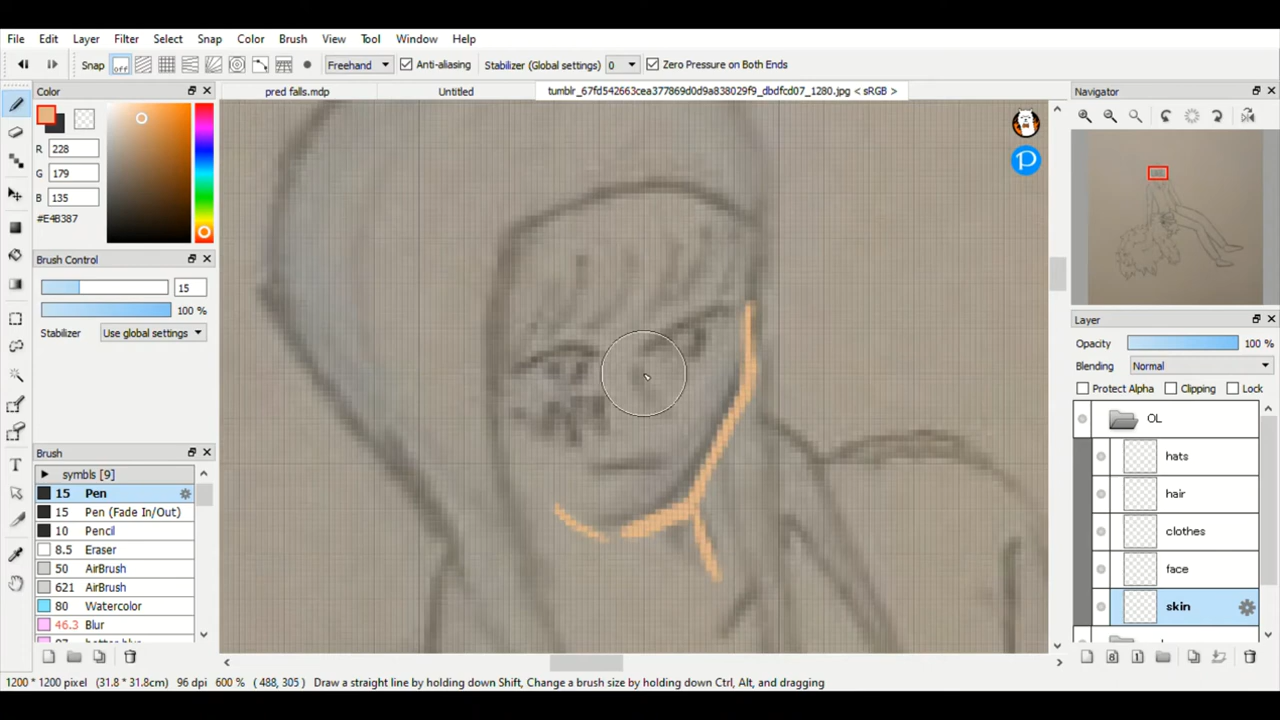 File Edit Layer Filter Select Snap Color Brush View Tool Window Help
Snap off Freehand Anti-aliasing Stabilizer (Global settings) 0 Zero Pressure on Both Ends
Color
pred falls.mdp Untitled tumblr_67fd542663cea377869d0d9a838029f9_dbdfcd07_1280.jpg < sRGB >
R 228
G 179
B 135
#E4B387
Brush Control
15
100 %
Stabilizer Use global settings
Brush
symbls [9]
15 Pen
15 Pen (Fade In/Out)
10 Pencil
8.5 Eraser
50 AirBrush
621 AirBrush
80 Watercolor
46.3 Blur
Navigator
Layer
Opacity 100 %
Blending Normal
Protect Alpha Clipping Lock
OL
hats
hair
clothes
face
skin
1200 * 1200 pixel (31.8 * 31.8cm) 96 dpi 600 % ( 488, 305 ) Draw a straight line by holding down Shift, Change a brush size by holding down Ctrl, Alt, and dragging